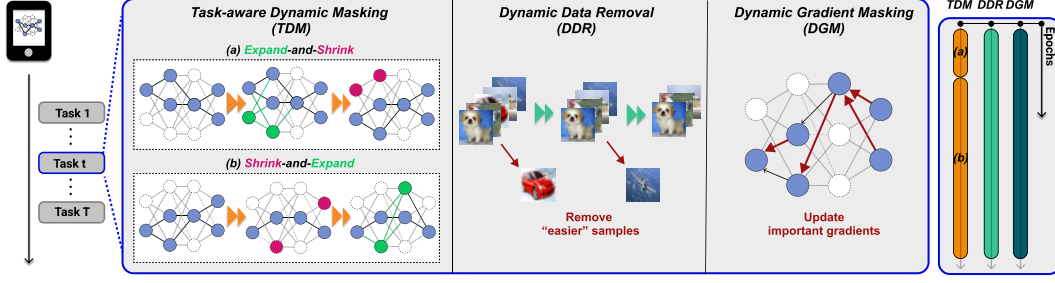 Task 1
Task t
Task T
Task-aware Dynamic Masking
(TDM)
(a) Expand-and-Shrink
(b) Shrink-and-Expand
Dynamic Data Removal
(DDR)
Remove
“easier” samples
Dynamic Gradient Masking
(DGM)
Update
important gradients
TDM DDR DGM
(a)
(b)
Epochs